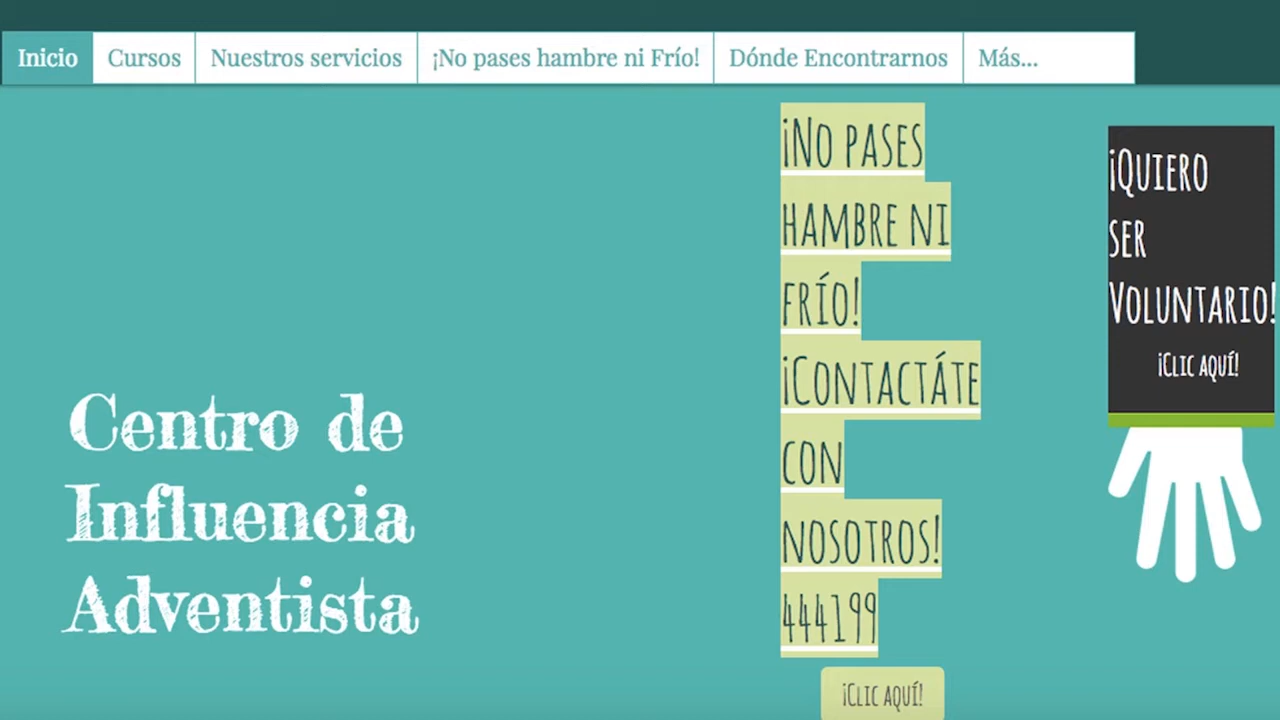 Inicio
Cursos
Nuestros servicios
¡No pases hambre ni Frío!
Dónde Encontrarnos
Más...
Centro de
Influencia
Adventista
¡No pases
hambre ni
frío!
¡Contactáte
con
nosotros!
444199
¡Clic aquí!
¡Quiero
ser
Voluntario!
¡Clic aquí!